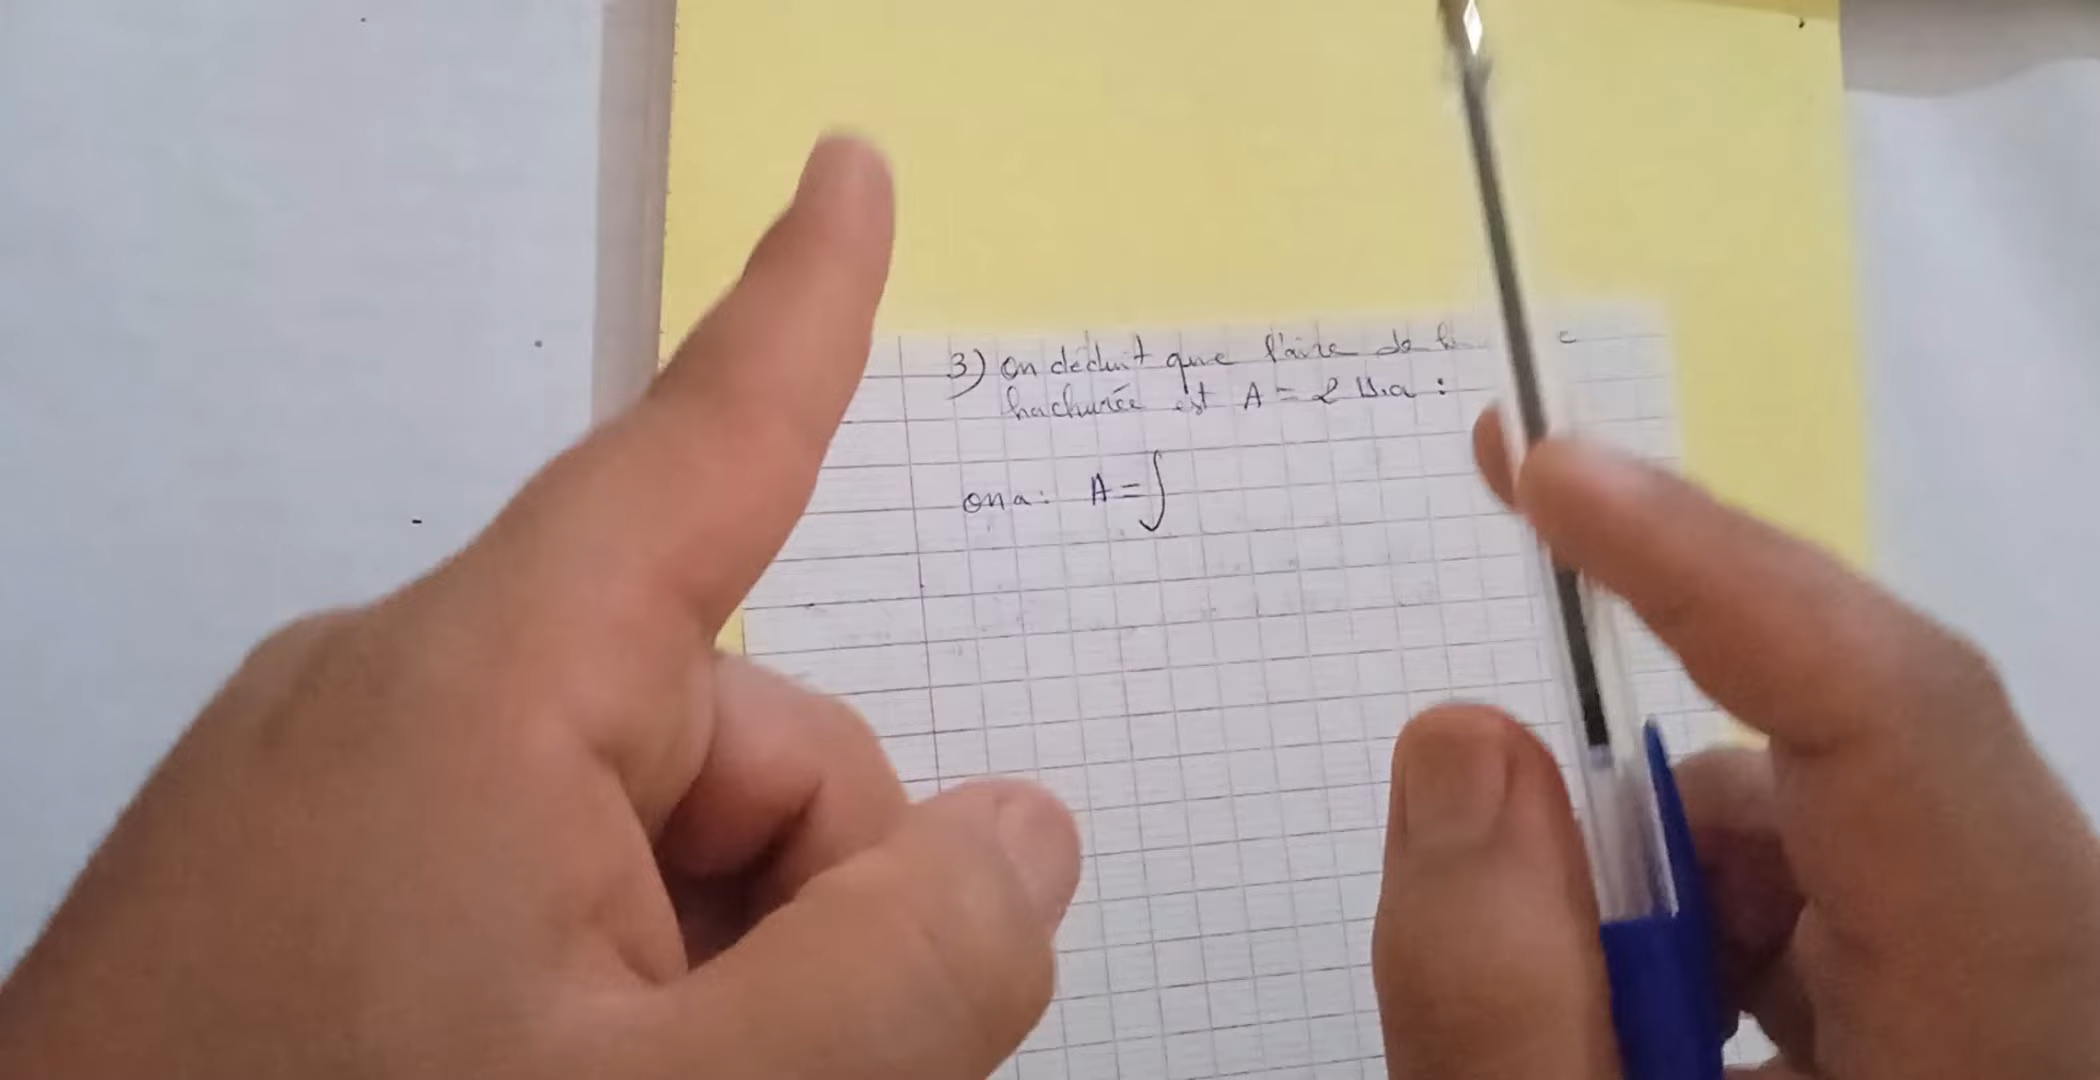 3) on déduit que l'aire de
hachurée est A = 2 U.a :
on a : A = ∫